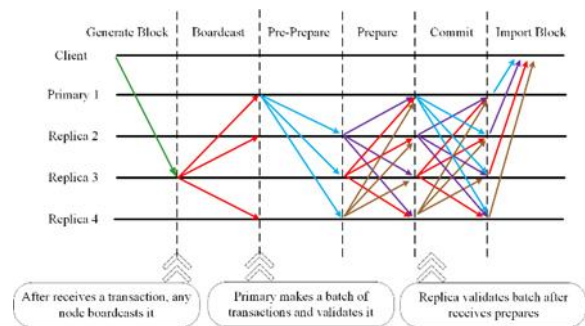 Generate Block Boardcast Pre-Prepare Prepare Commit Import Block
Client
Primary 1
Replica 2
Replica 3
Replica 4
After receives a transaction, any
node boardcasts it
Primary makes a batch of
transactions and validates it
Replica validates batch after
receives prepares